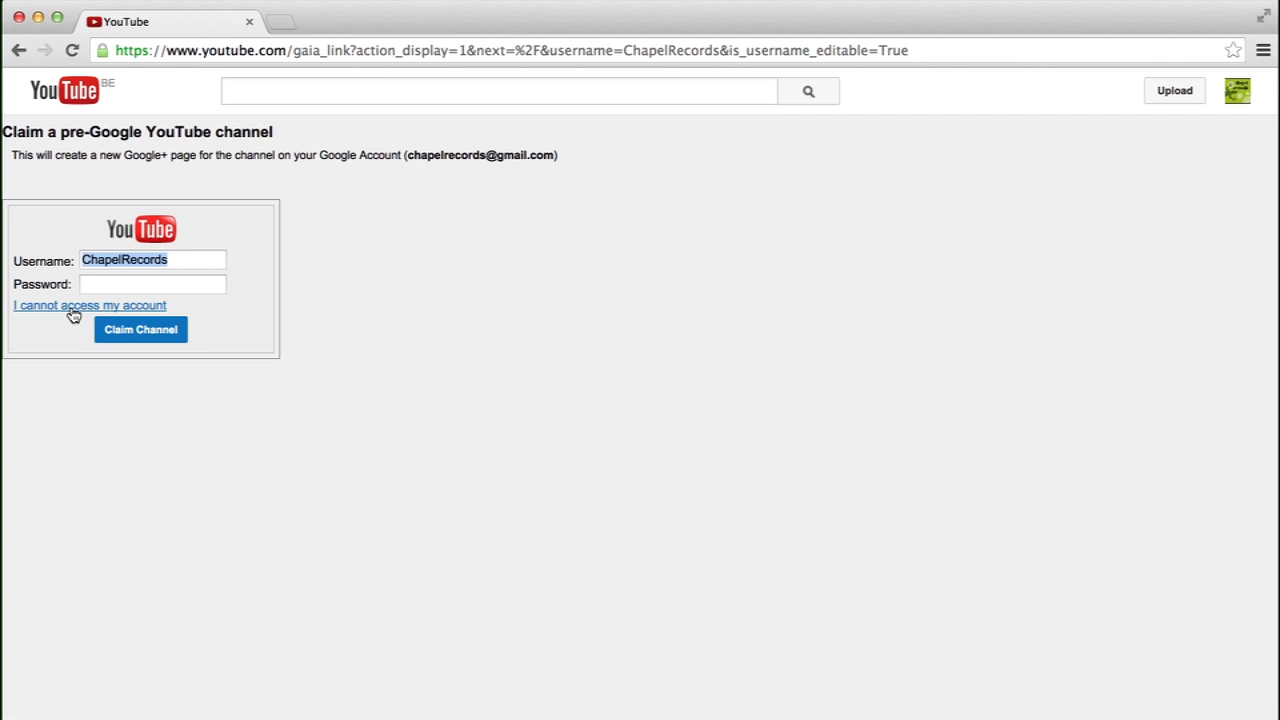 YouTube
https://www.youtube.com/gaia_link?action_display=1&next=%2F&username=ChapelRecords&is_username_editable=True
YouTube BE
Upload
Claim a pre-Google YouTube channel
This will create a new Google+ page for the channel on your Google Account (chapelrecords@gmail.com)
YouTube
Username: ChapelRecords
Password:
I cannot access my account
Claim Channel